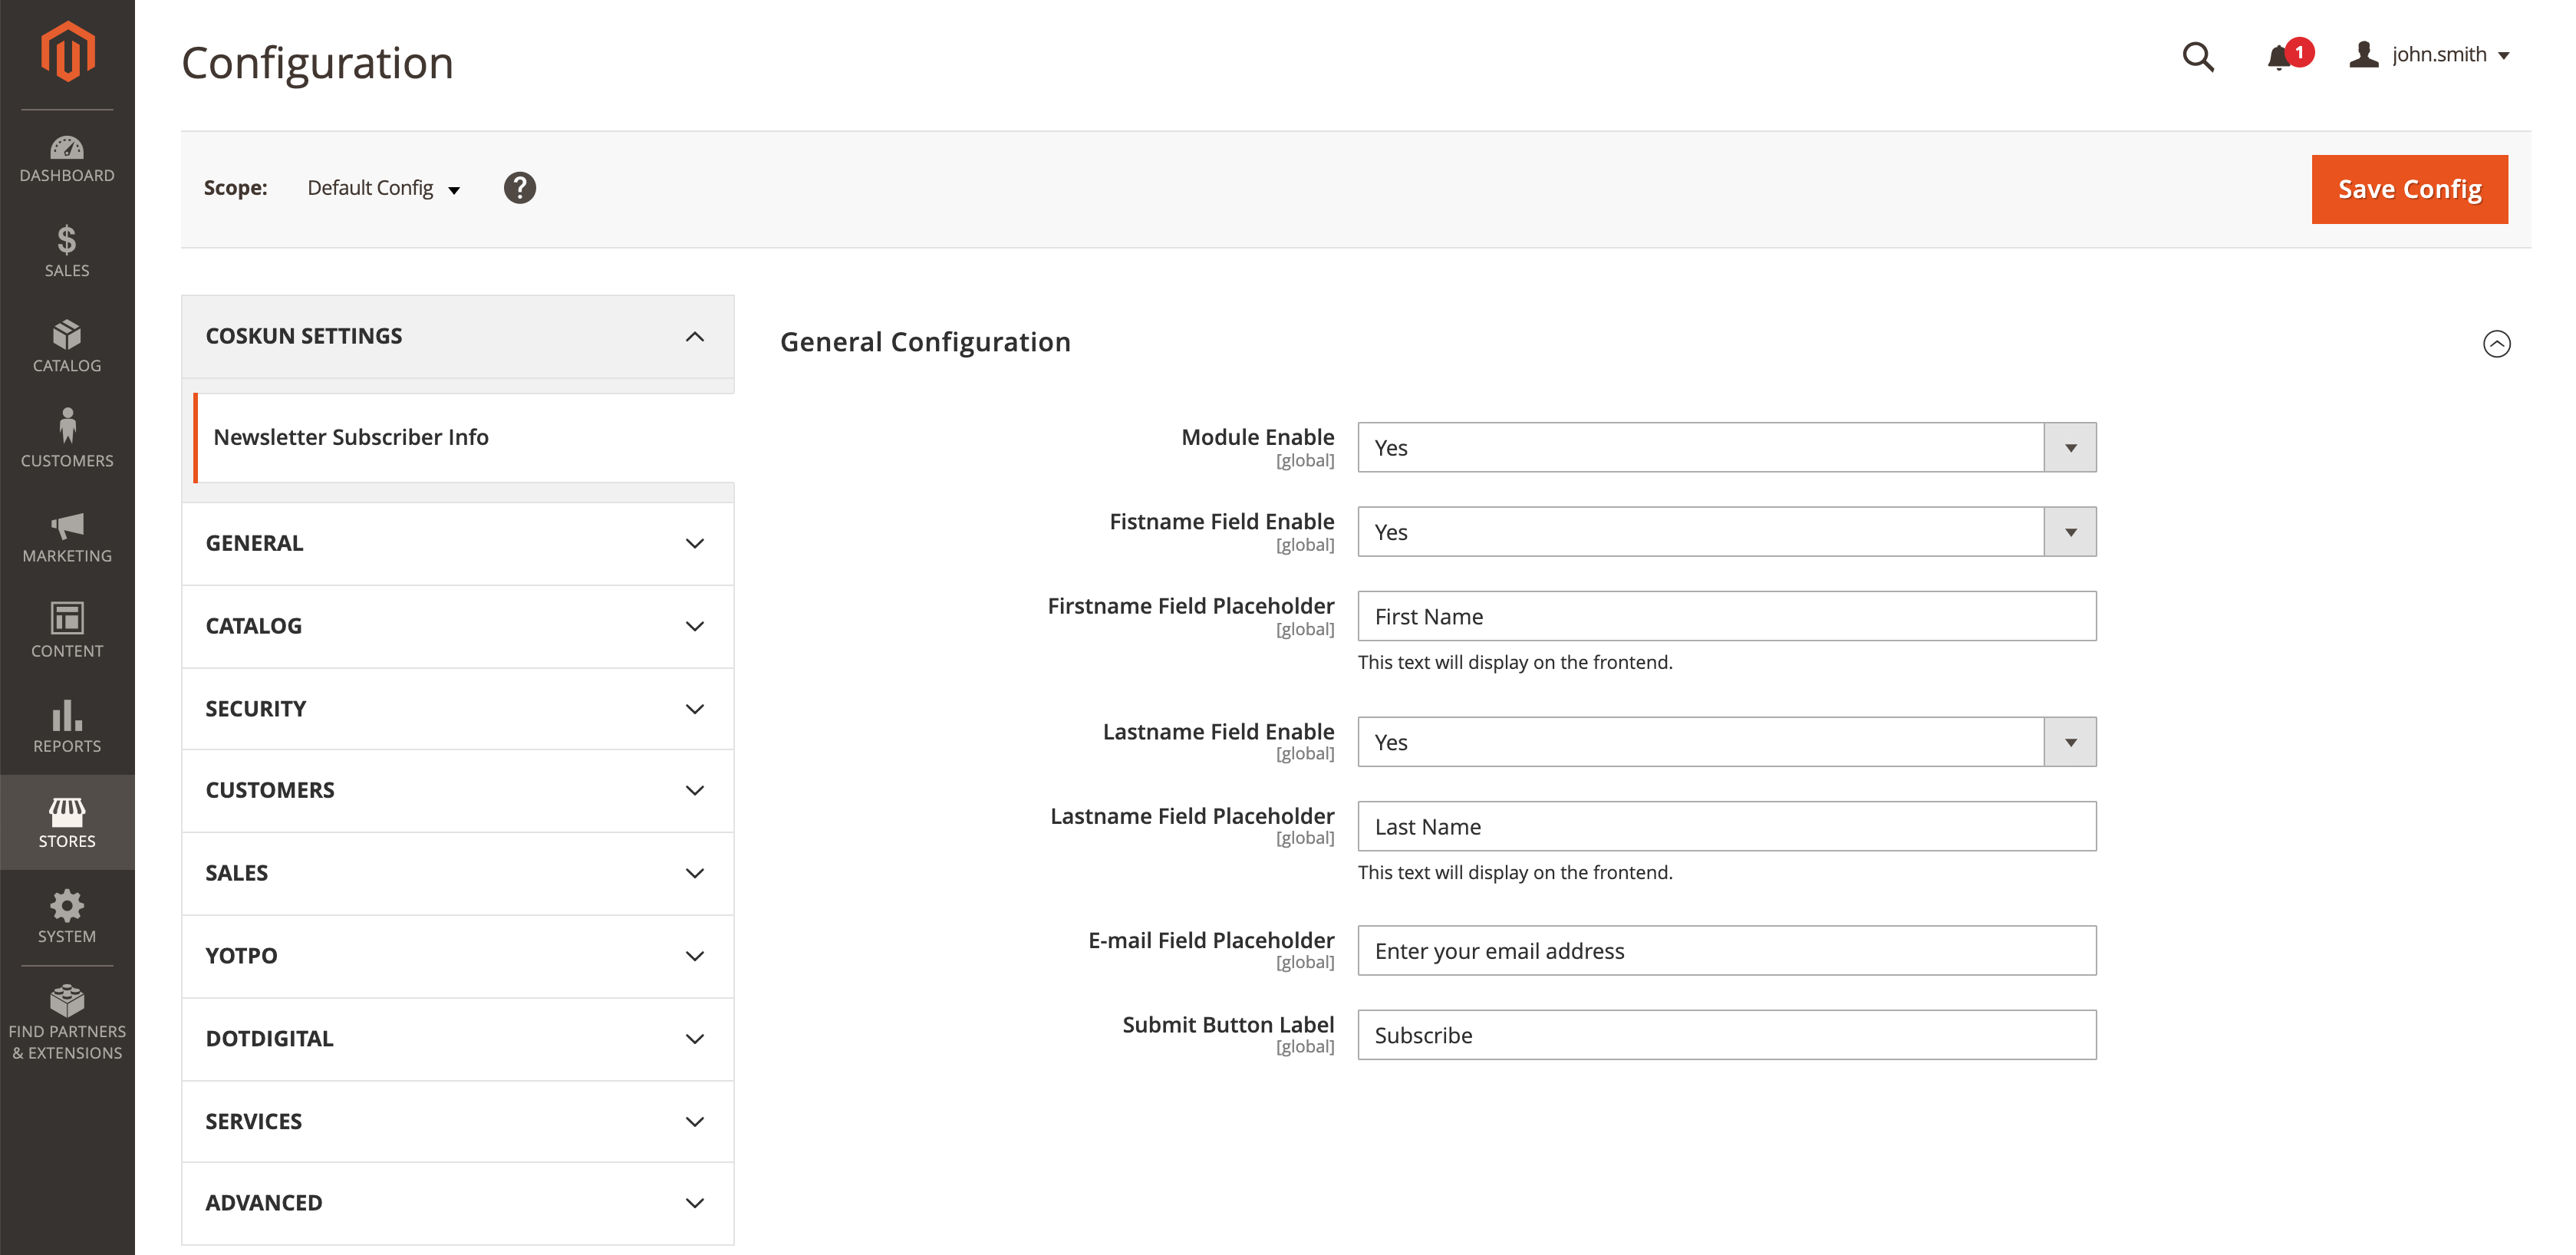 Configuration
1
john.smith
Scope:
Default Config
?
Save Config
DASHBOARD
$
SALES
CATALOG
CUSTOMERS
MARKETING
CONTENT
REPORTS
STORES
SYSTEM
FIND PARTNERS
& EXTENSIONS
COSKUN SETTINGS
Newsletter Subscriber Info
GENERAL
CATALOG
SECURITY
CUSTOMERS
SALES
YOTPO
DOTDIGITAL
SERVICES
ADVANCED
General Configuration
Module Enable
[global]
Yes
Fistname Field Enable
[global]
Yes
Firstname Field Placeholder
[global]
First Name
This text will display on the frontend.
Lastname Field Enable
[global]
Yes
Lastname Field Placeholder
[global]
Last Name
This text will display on the frontend.
E-mail Field Placeholder
[global]
Enter your email address
Submit Button Label
[global]
Subscribe